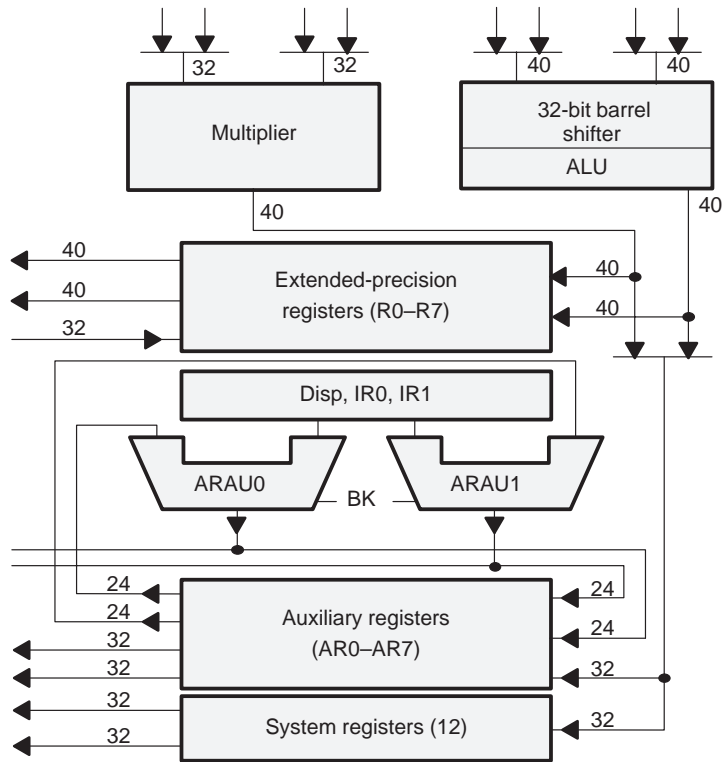 32
32
40
40
Multiplier
32-bit barrel
shifter
ALU
40
40
40
40
32
Extended-precision
registers (R0–R7)
40
40
Disp, IR0, IR1
ARAU0
BK
ARAU1
24
24
32
32
Auxiliary registers
(AR0–AR7)
24
24
32
32
32
System registers (12)
32